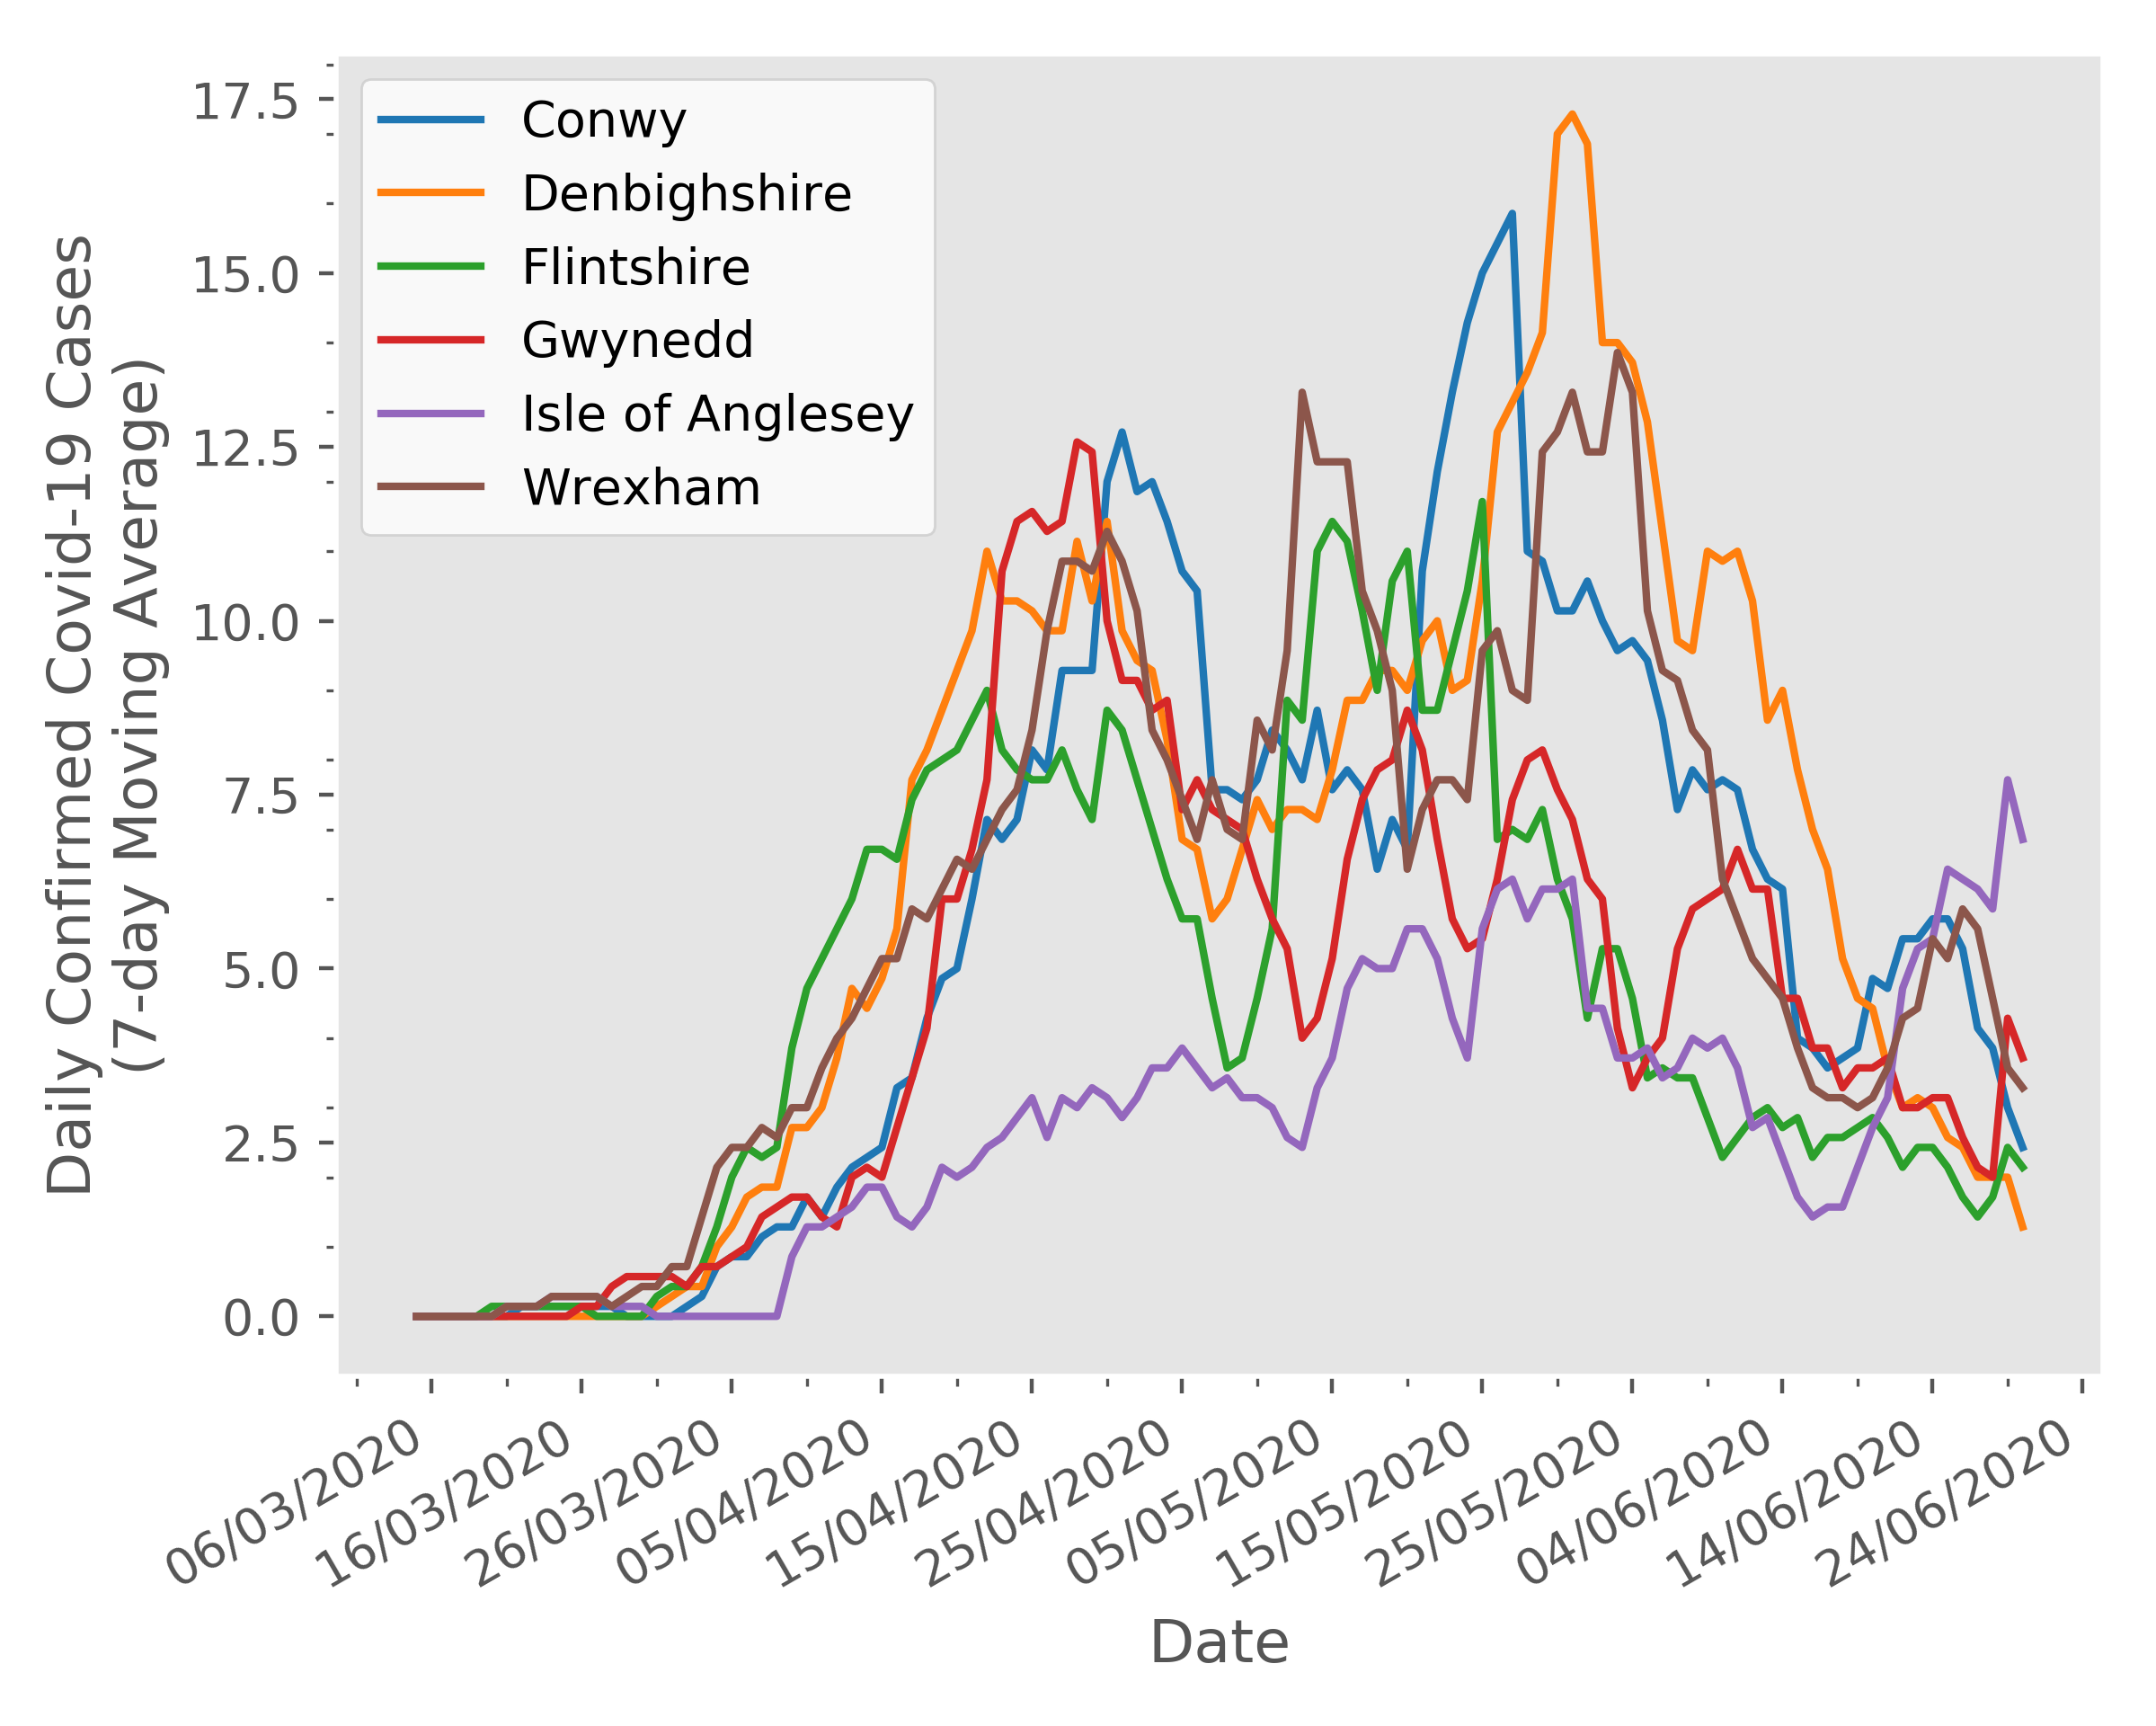 Conwy
Denbighshire
Flintshire
Gwynedd
Isle of Anglesey
Wrexham
Daily Confirmed Covid-19 Cases
(7-day Moving Average)
17.5
15.0
12.5
10.0
7.5
5.0
2.5
0.0
06/03/2020
16/03/2020
26/03/2020
05/04/2020
15/04/2020
25/04/2020
05/05/2020
15/05/2020
25/05/2020
04/06/2020
14/06/2020
24/06/2020
Date